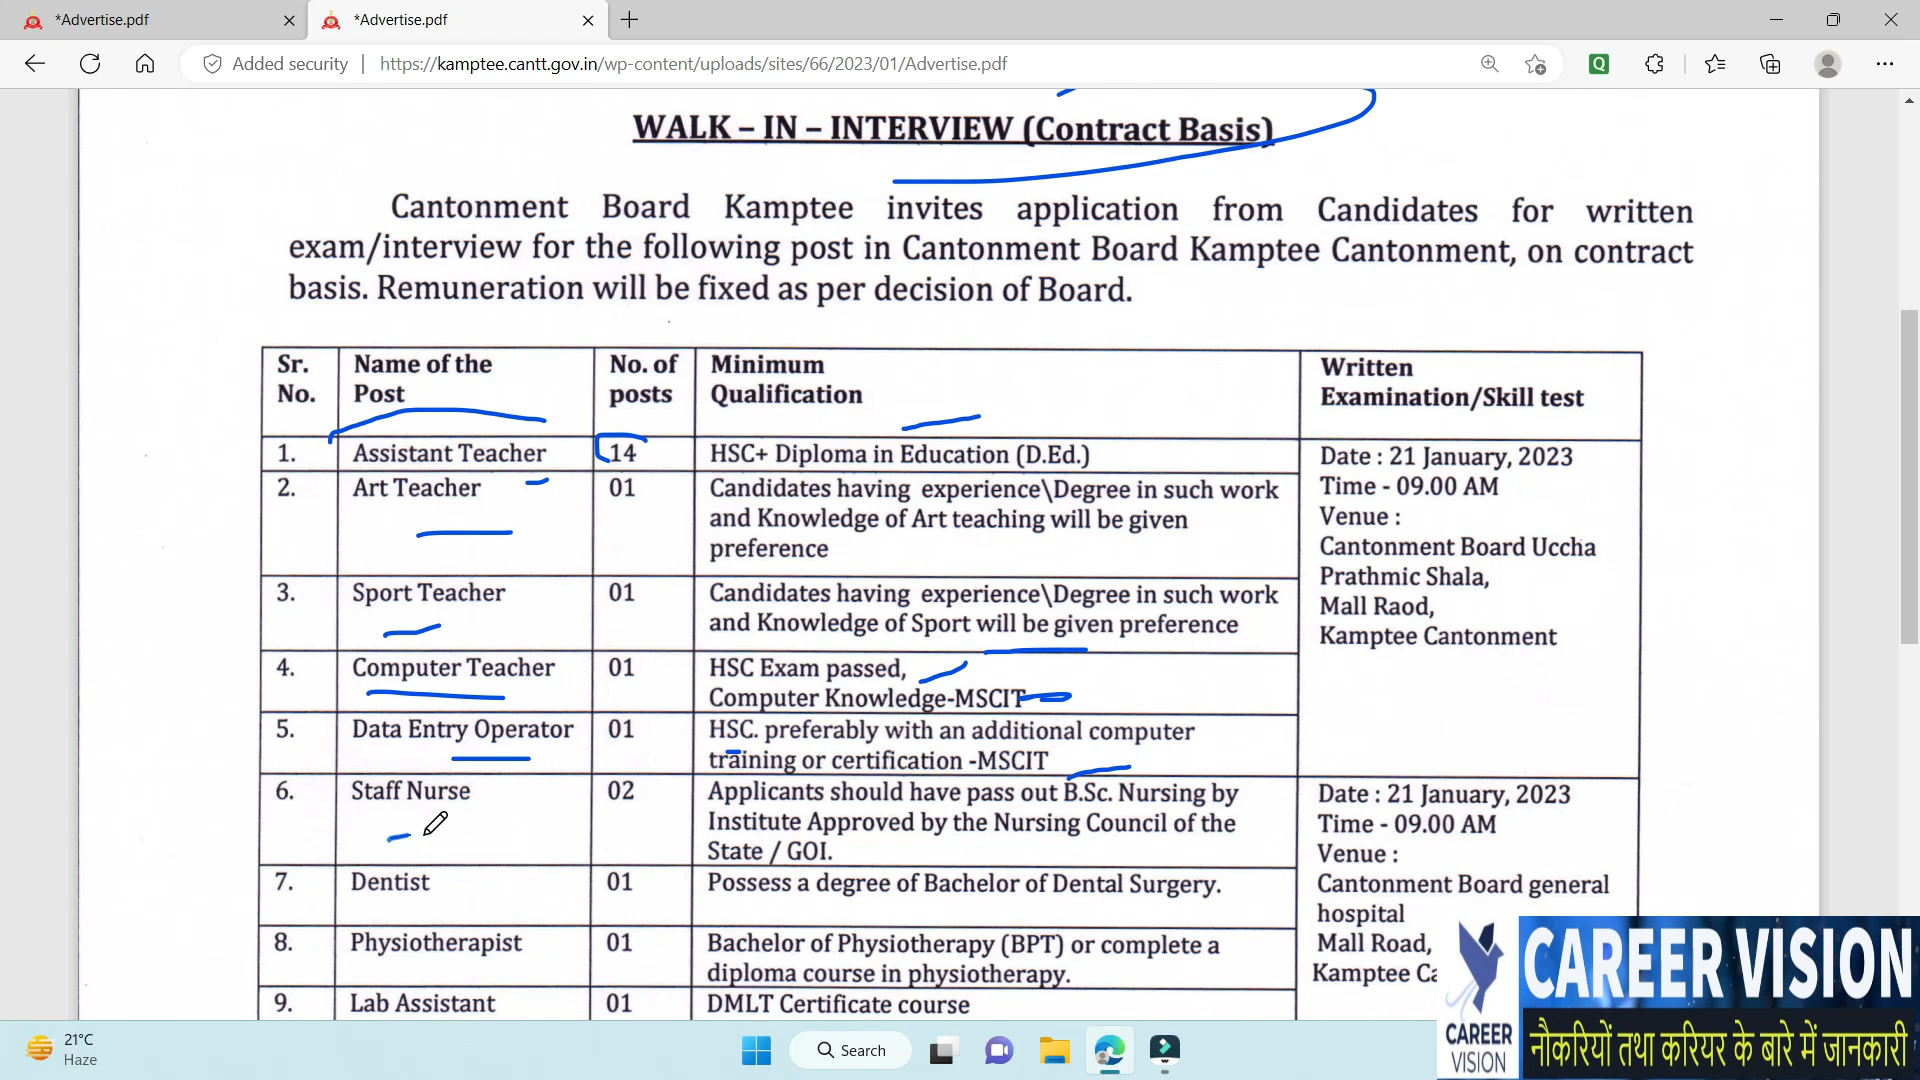 *Advertise.pdf
*Advertise.pdf
Added security
https://kamptee.cantt.gov.in/wp-content/uploads/sites/66/2023/01/Advertise.pdf
WALK – IN – INTERVIEW (Contract Basis)
Cantonment Board Kamptee invites application from Candidates for written
exam/interview for the following post in Cantonment Board Kamptee Cantonment, on contract
basis. Remuneration will be fixed as per decision of Board.
Sr. No.
Name of the Post
No. of posts
Minimum Qualification
Written Examination/Skill test
1. Assistant Teacher 14 HSC+ Diploma in Education (D.Ed.)
2. Art Teacher 01 Candidates having experience\Degree in such work
and Knowledge of Art teaching will be given
preference
3. Sport Teacher 01 Candidates having experience\Degree in such work
and Knowledge of Sport will be given preference
4. Computer Teacher 01 HSC Exam passed,
Computer Knowledge-MSCIT
5. Data Entry Operator 01 HSC. preferably with an additional computer
training or certification -MSCIT
Date : 21 January, 2023
Time - 09.00 AM
Venue :
Cantonment Board Uccha
Prathmic Shala,
Mall Raod,
Kamptee Cantonment
6. Staff Nurse 02 Applicants should have pass out B.Sc. Nursing by
Institute Approved by the Nursing Council of the
State / GOI.
7. Dentist 01 Possess a degree of Bachelor of Dental Surgery.
8. Physiotherapist 01 Bachelor of Physiotherapy (BPT) or complete a
diploma course in physiotherapy.
9. Lab Assistant 01 DMLT Certificate course
Date : 21 January, 2023
Time - 09.00 AM
Venue :
Cantonment Board general
hospital
Mall Road,
Kamptee Ca
CAREER VISION
CAREER
VISION
नौकरियों तथा करियर के बारे में जानकारी
21°C
Haze
Search